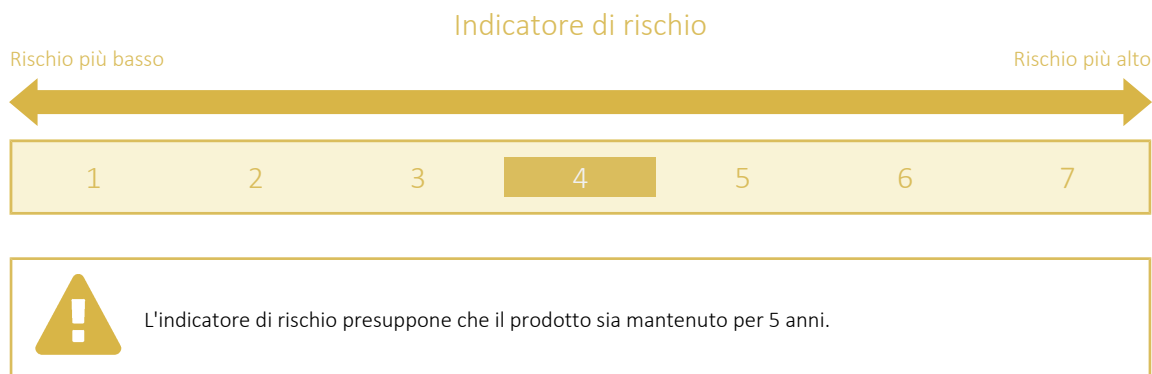 Indicatore di rischio
Rischio più basso Rischio più alto
1 2 3 4 5 6 7
L'indicatore di rischio presuppone che il prodotto sia mantenuto per 5 anni.